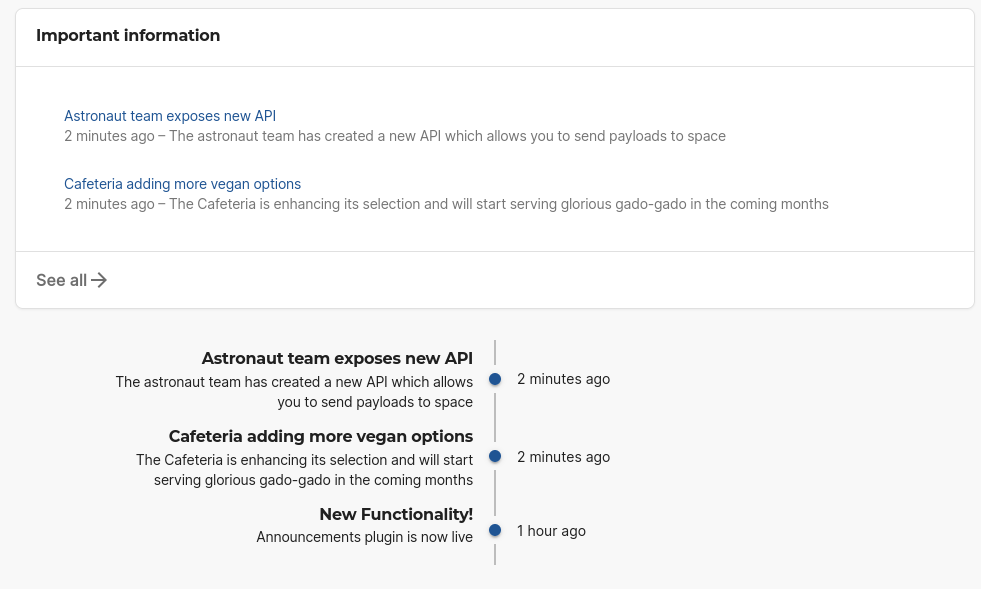 Important information
Astronaut team exposes new API
2 minutes ago – The astronaut team has created a new API which allows you to send payloads to space
Cafeteria adding more vegan options
2 minutes ago – The Cafeteria is enhancing its selection and will start serving glorious gado-gado in the coming months
See all
Astronaut team exposes new API
The astronaut team has created a new API which allows
you to send payloads to space
2 minutes ago
Cafeteria adding more vegan options
The Cafeteria is enhancing its selection and will start
serving glorious gado-gado in the coming months
2 minutes ago
New Functionality!
Announcements plugin is now live
1 hour ago